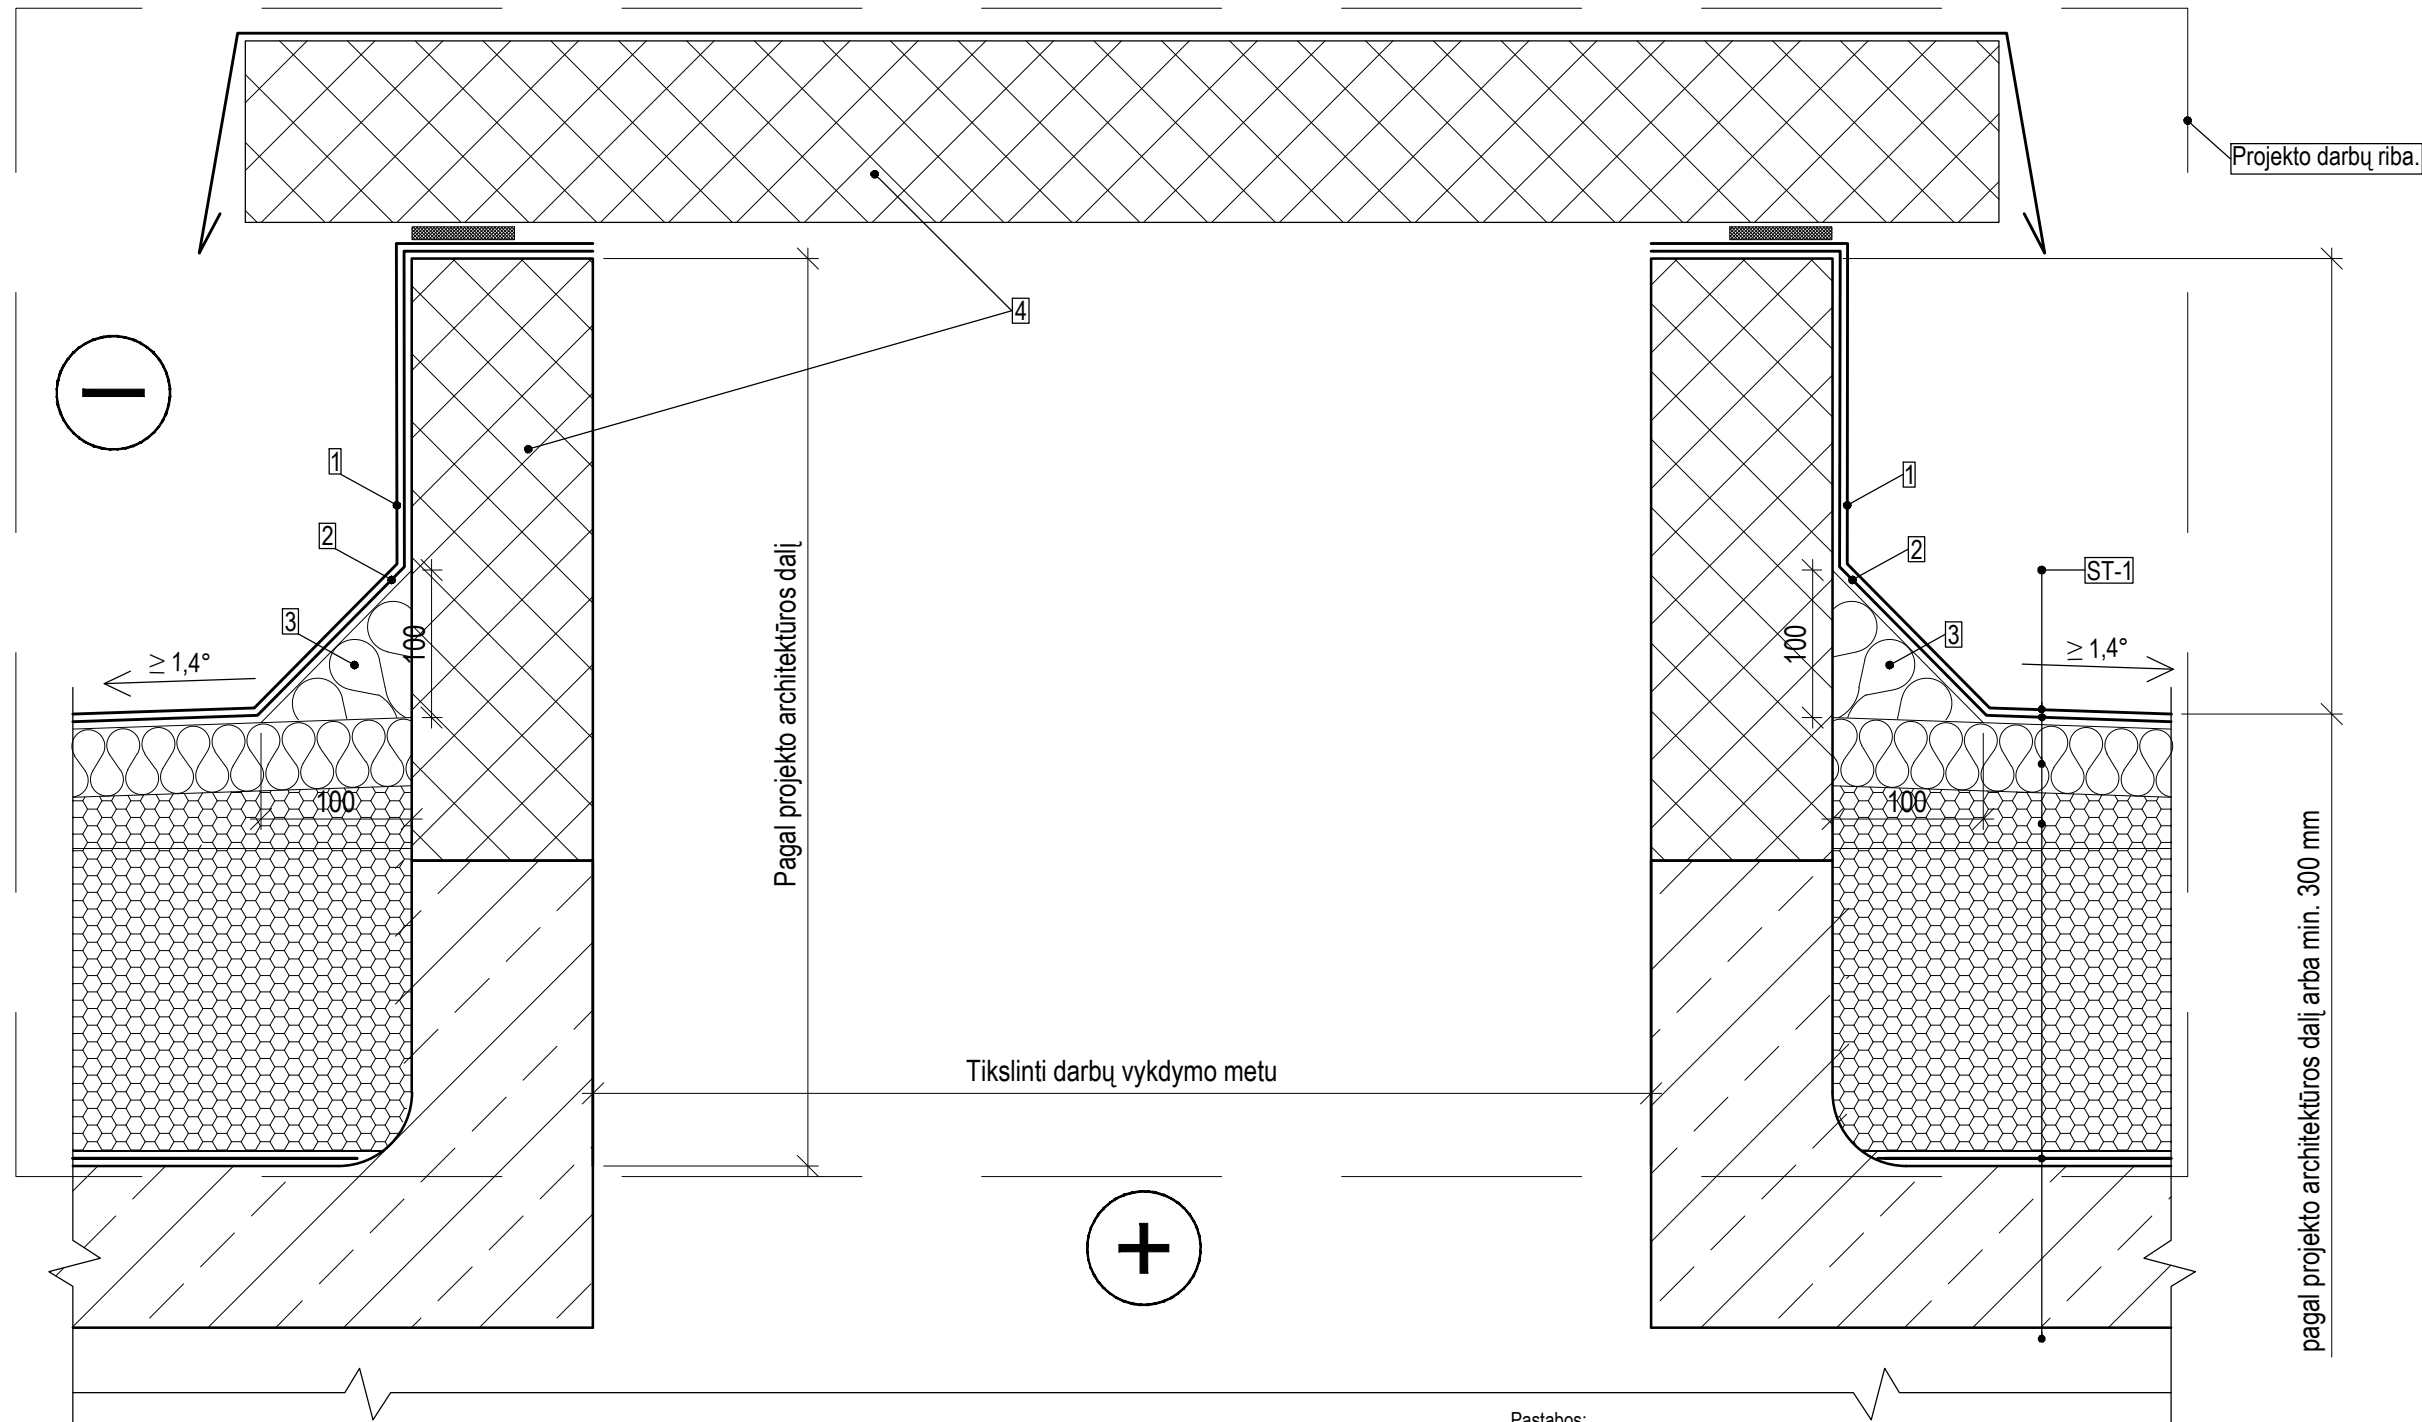 Projekto darbų riba.
4
1
1
2
2
ST-1
3
3
100
100
≥ 1,4°
≥ 1,4°
Pagal projekto architektūros dalį
100
100
pagal projekto architektūros dalį arba min. 300 mm
Tikslinti darbų vykdymo metu
Pastabos: